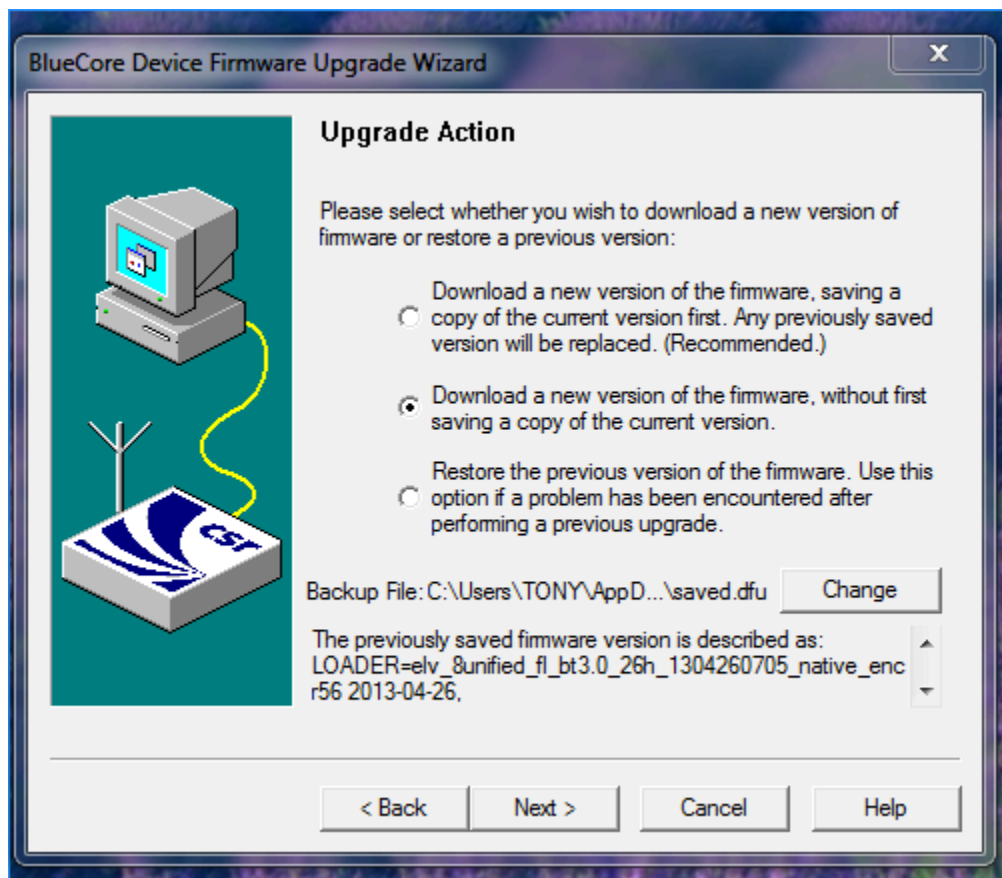 BlueCore Device Firmware Upgrade Wizard
X
Upgrade Action
Please select whether you wish to download a new version of
firmware or restore a previous version:
Download a new version of the firmware, saving a
copy of the current version first. Any previously saved
version will be replaced. (Recommended.)
Download a new version of the firmware, without first
saving a copy of the current version.
Restore the previous version of the firmware. Use this
option if a problem has been encountered after
performing a previous upgrade.
CSr
Backup File: C:\Users\TONY\AppD...\saved.dfu
Change
The previously saved firmware version is described as:
LOADER=elv_8unified_fl_bt3.0_26h_1304260705_native_enc
r56 2013-04-26,
< Back
Next >
Cancel
Help